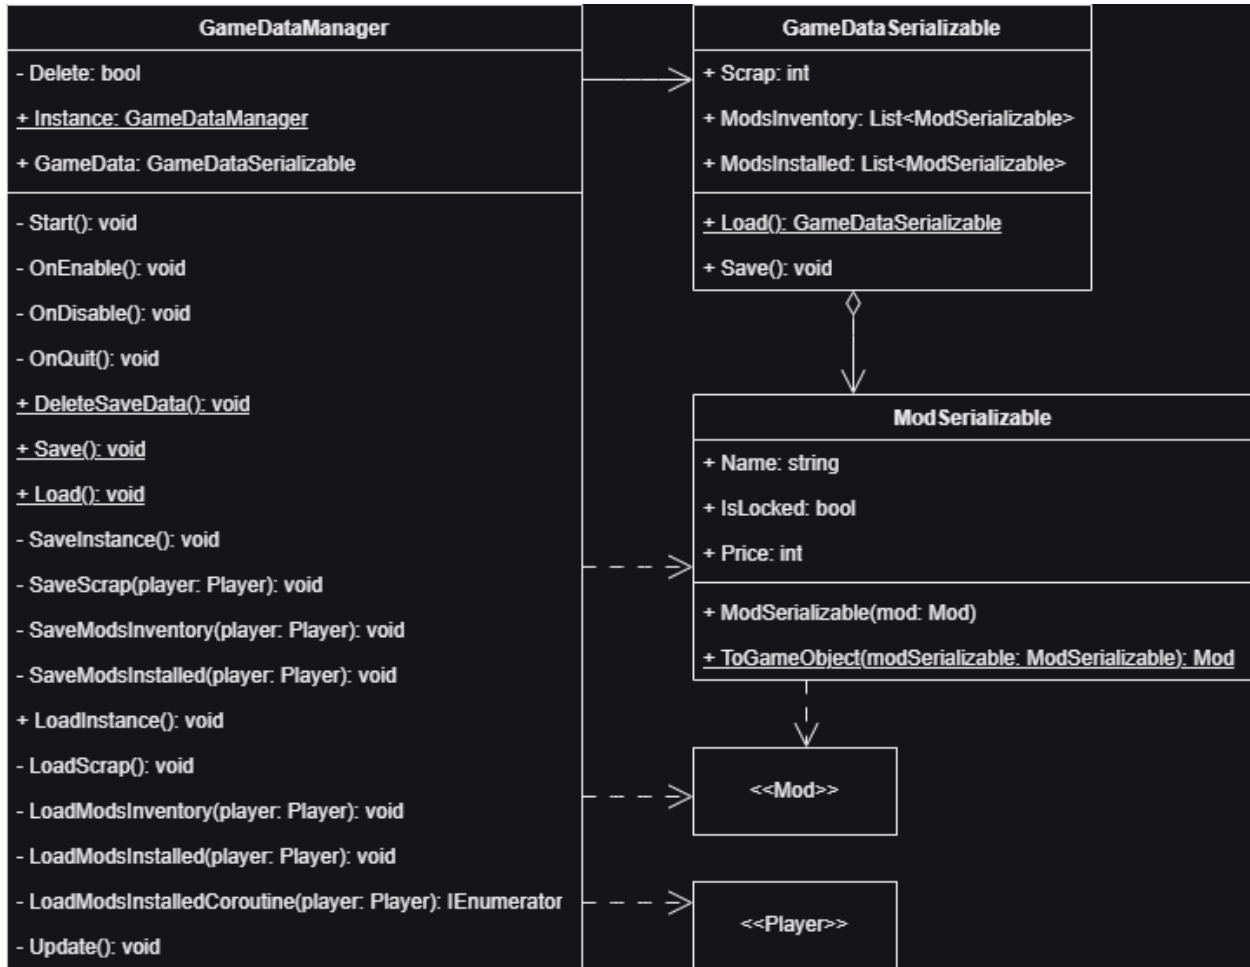 GameDataManager
- Delete: bool
+ Instance: GameDataManager
+ GameData: GameDataSerializable
- Start(): void
- OnEnable(): void
- OnDisable(): void
- OnQuit(): void
+ DeleteSaveData(): void
+ Save(): void
+ Load(): void
- SaveInstance(): void
- SaveScrap(player: Player): void
- SaveModsInventory(player: Player): void
- SaveModsInstalled(player: Player): void
+ LoadInstance(): void
- LoadScrap(): void
- LoadModsInventory(player: Player): void
- LoadModsInstalled(player: Player): void
- LoadModsInstalledCoroutine(player: Player): IEnumerator
- Update(): void
GameDataSerializable
+ Scrap: int
+ ModsInventory: List<ModSerializable>
+ ModsInstalled: List<ModSerializable>
+ Load(): GameDataSerializable
+ Save(): void
ModSerializable
+ Name: string
+ IsLocked: bool
+ Price: int
+ ModSerializable(mod: Mod)
+ ToGameObject(modSerializable: ModSerializable): Mod
<<Mod>>
<<Player>>